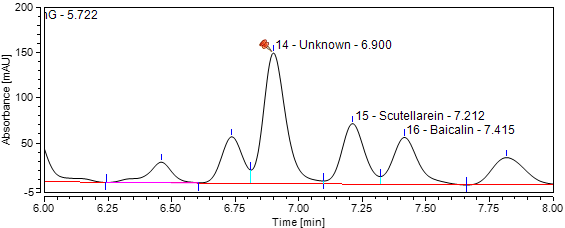 200
G - 5.722
14 - Unknown - 6.900
150
100
15 - Scutellarein - 7.212
16 - Baicalin - 7.415
50
-5
Absorbance [mAU]
6.00 6.25 6.50 6.75 7.00 7.25 7.50 7.75 8.00
Time [min]